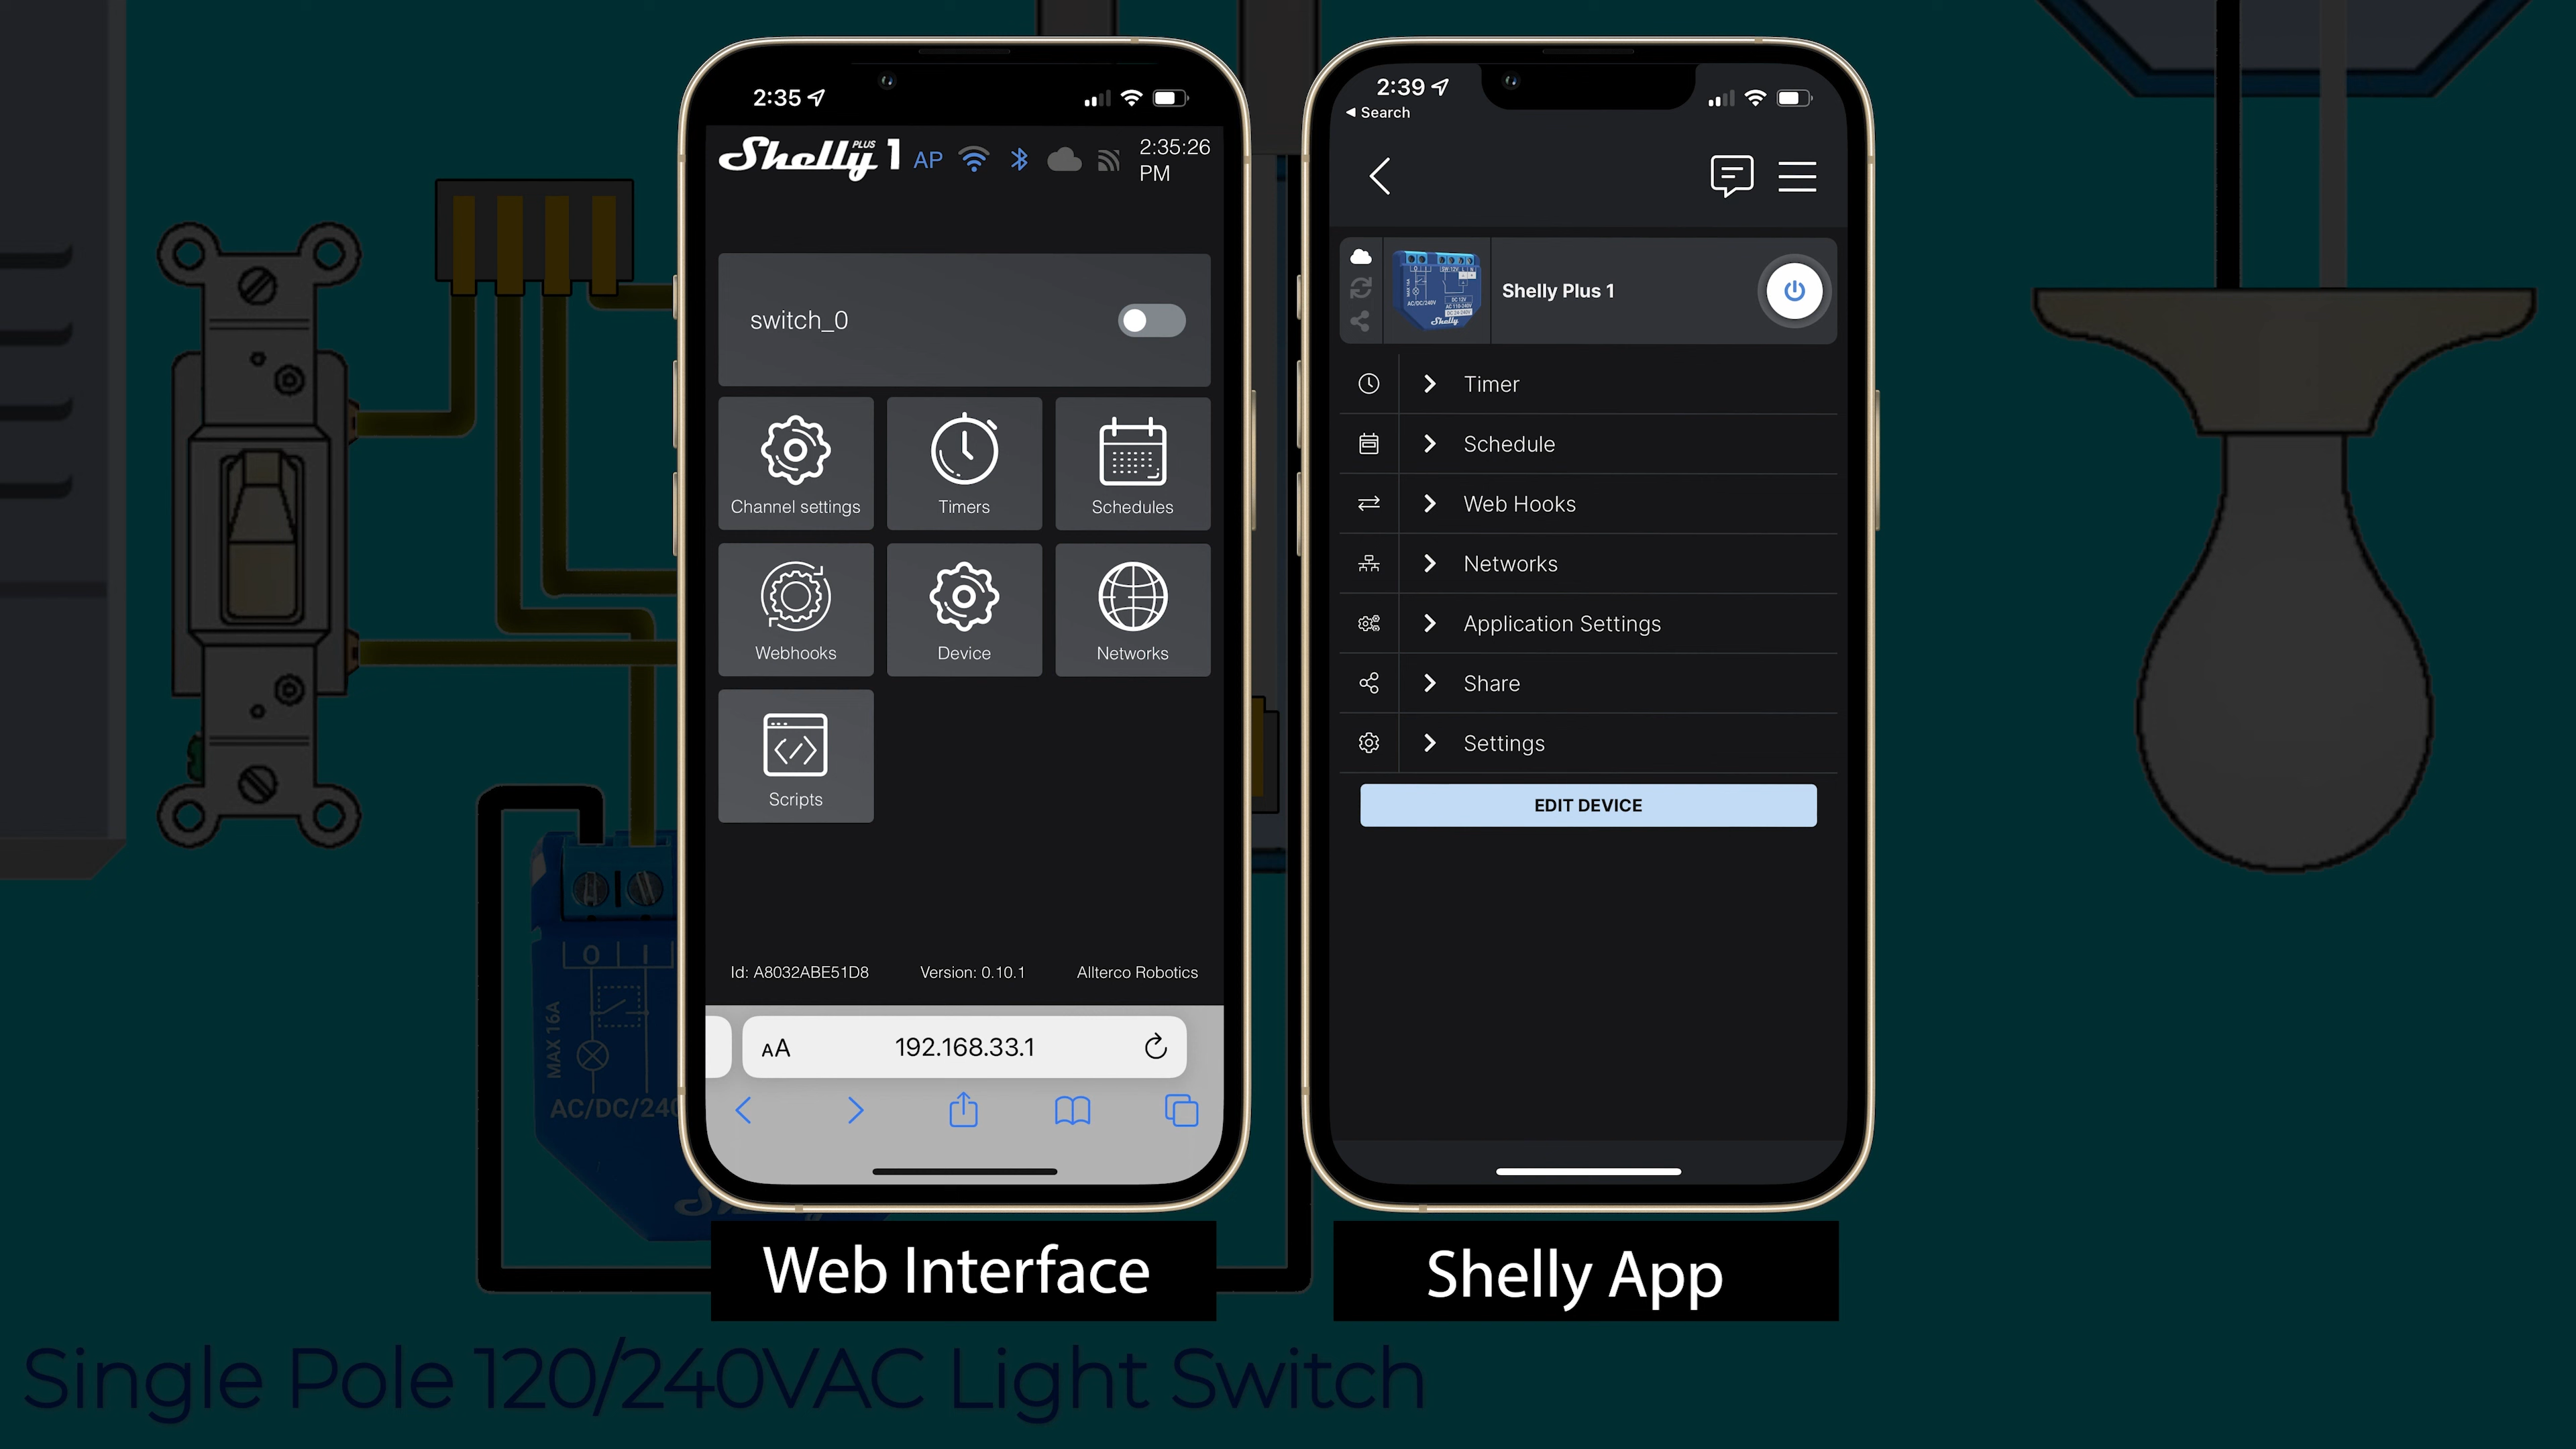 2:35
Shelly PLUS 1 AP
2:35:26
PM
switch_0
Channel settings
Timers
Schedules
Webhooks
Device
Networks
Scripts
Id: A8032ABE51D8
Version: 0.10.1
Allterco Robotics
AA
192.168.33.1
Web Interface
2:39
Search
Shelly Plus 1
Timer
Schedule
Web Hooks
Networks
Application Settings
Share
Settings
EDIT DEVICE
Shelly App
O I
MAX 16A
AC/DC/240
Single Pole 120/240VAC Light Switch